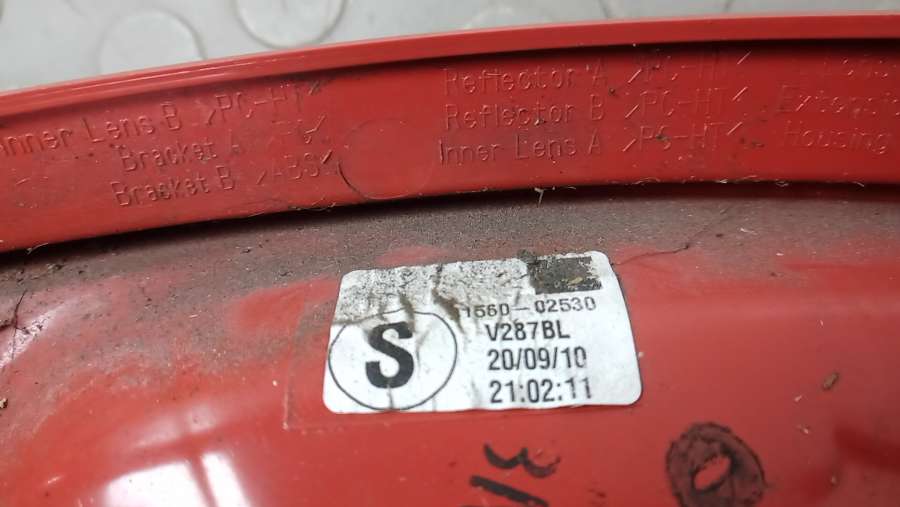 Inner Lens B >PC-HT<
Bracket A
Bracket B >ABS<
Reflector A >PC-HT<
Reflector B >PC-HT<
Inner Lens A >PC-HT<
Housing
S
1560-02530
V287BL
20/09/10
21:02:11